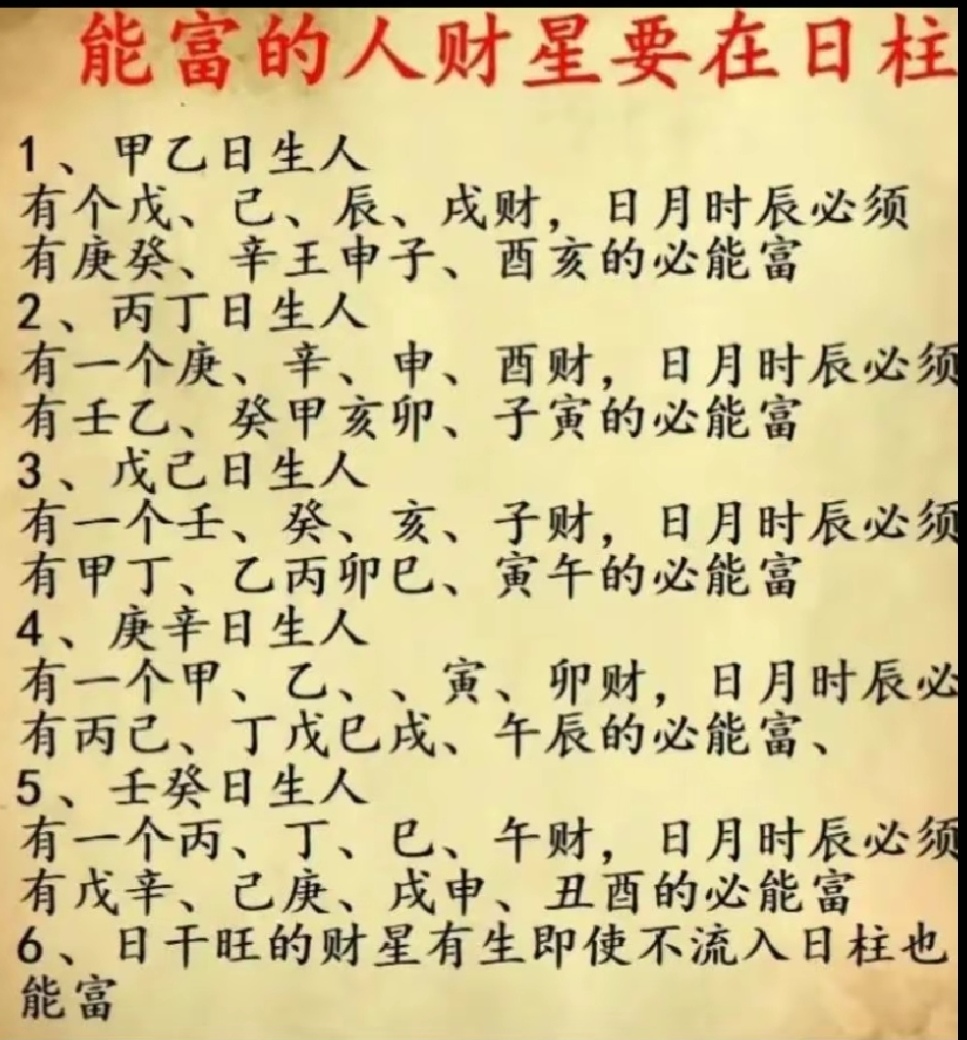 能富的人财星要在日柱
1、甲乙日生人
有个戊、己、辰、戌财，日月时辰必须
有庚癸、辛王申子、酉亥的必能富
2、丙丁日生人
有一个庚、辛、申、酉财，日月时辰必须
有壬乙、癸甲亥卯、子寅的必能富
3、戊己日生人
有一个壬、癸、亥、子财，日月时辰必须
有甲丁、乙丙卯巳、寅午的必能富
4、庚辛日生人
有一个甲、乙、、寅、卯财，日月时辰必
有丙己、丁戊巳戌、午辰的必能富、
5、壬癸日生人
有一个丙、丁、巳、午财，日月时辰必须
有戊辛、己庚、戌申、丑酉的必能富
6、日干旺的财星有生即使不流入日柱也
能富